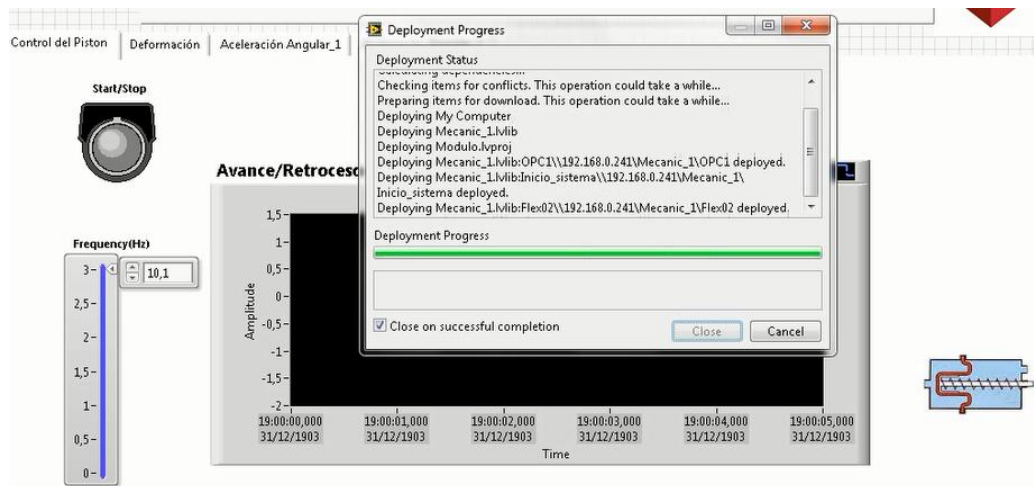 Deployment Progress
Control del Piston
Deformación
Aceleración Angular_1
Deployment Status
Calculating dependencies...
Checking items for conflicts. This operation could take a while...
Preparing items for download. This operation could take a while...
Deploying My Computer
Deploying Mecanic_1.lvlib
Deploying Modulo.lvproj
Deploying Mecanic_1.lvlib:OPC1\\192.168.0.241\Mecanic_1\OPC1 deployed.
Deploying Mecanic_1.lvlib:Inicio_sistema\\192.168.0.241\Mecanic_1\
Inicio_sistema deployed.
Deploying Mecanic_1.lvlib:Flex02\\192.168.0.241\Mecanic_1\Flex02 deployed.
Deployment Progress
Close on successful completion
Close
Cancel
Start/Stop
Avance/Retroceso
Frequency(Hz)
10,1
3
2,5
2
1,5
1
0,5
0
Amplitude
1,5
1
0,5
0
-0,5
-1
-1,5
-2
19:00:00,000 19:00:01,000 19:00:02,000 19:00:03,000 19:00:04,000 19:00:05,000
31/12/1903 31/12/1903 31/12/1903 31/12/1903 31/12/1903 31/12/1903
Time